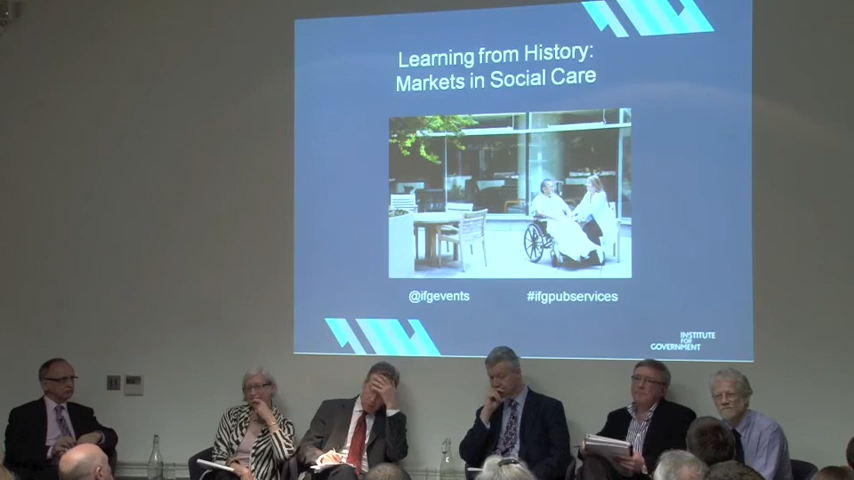 Learning from History:
Markets in Social Care
@ifgevents
#ifgpubservices
INSTITUTE
FOR
GOVERNMENT